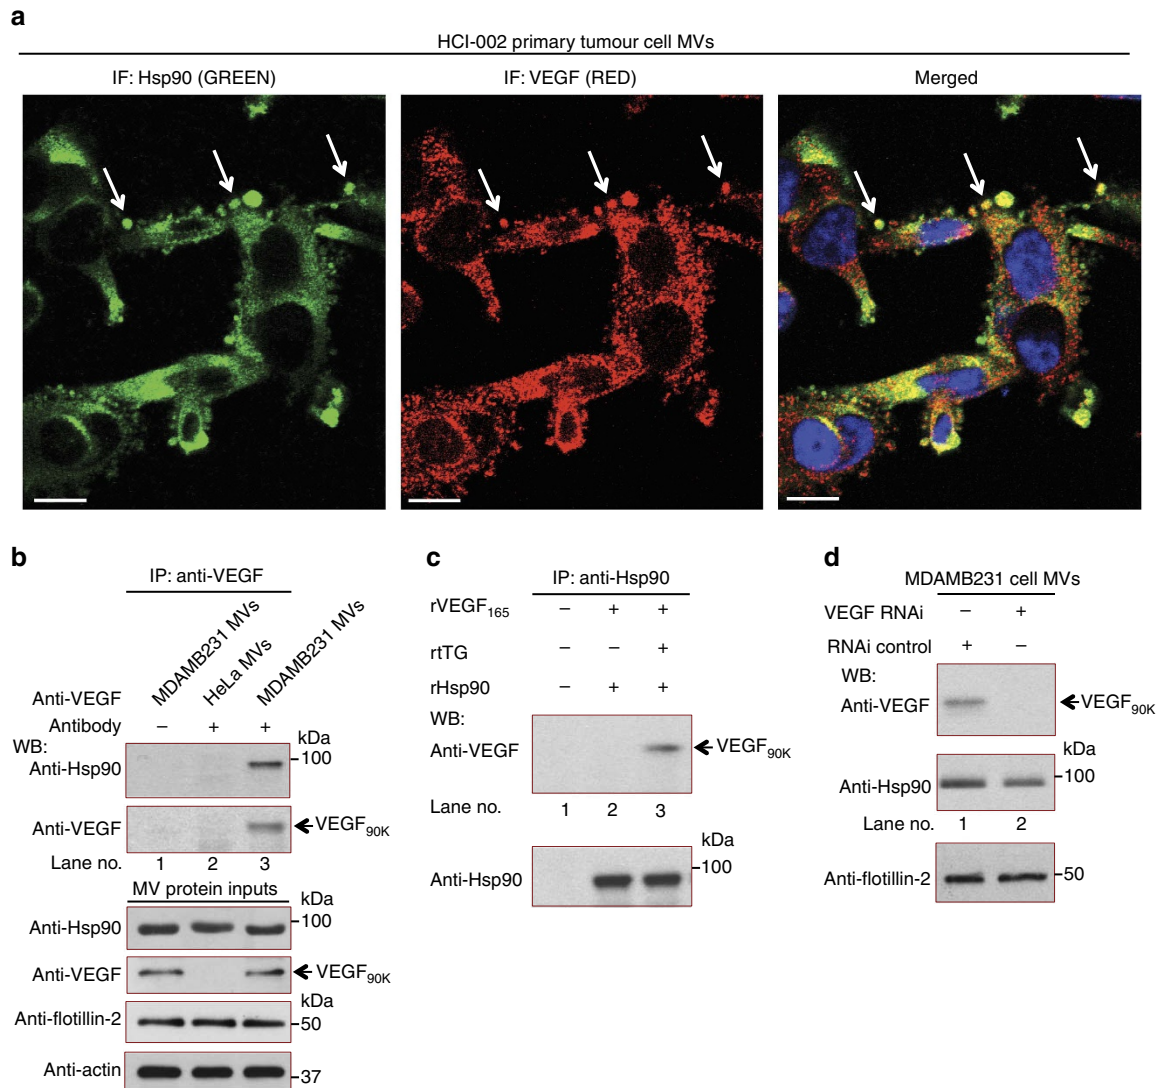 a
HCI-002 primary tumour cell MVs
IF: Hsp90 (GREEN)
IF: VEGF (RED)
Merged
b
IP: anti-VEGF
MDAMB231 MVs
HeLa MVs
MDAMB231 MVs
Anti-VEGF
Antibody
– + +
WB:
kDa
Anti-Hsp90
100
Anti-VEGF
VEGF90K
Lane no. 1 2 3
MV protein inputs
kDa
Anti-Hsp90
100
Anti-VEGF
VEGF90K
kDa
Anti-flotillin-2
50
Anti-actin
37
c
IP: anti-Hsp90
rVEGF165 – + +
rtTG – – +
rHsp90 – + +
WB:
Anti-VEGF
VEGF90K
Lane no. 1 2 3
kDa
Anti-Hsp90
100
d
MDAMB231 cell MVs
VEGF RNAi – +
RNAi control + –
WB:
Anti-VEGF
VEGF90K
kDa
Anti-Hsp90
100
Lane no. 1 2
Anti-flotillin-2
50